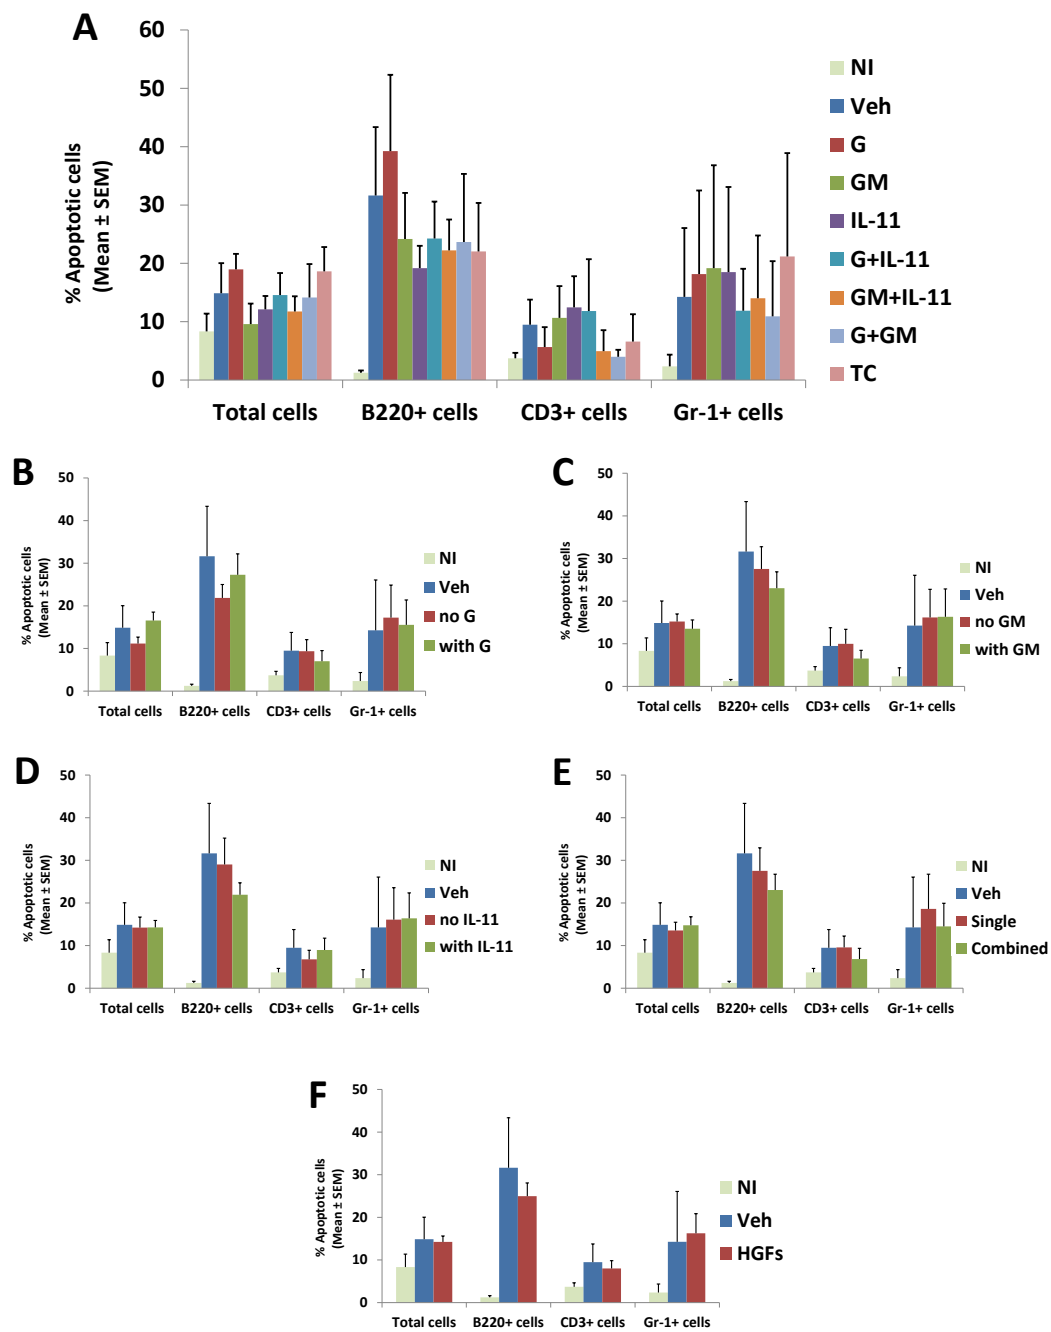 A
60
50
40
30
20
10
0
% Apoptotic cells
(Mean ± SEM)
Total cells
B220+ cells
CD3+ cells
Gr-1+ cells
NI
Veh
G
GM
IL-11
G+IL-11
GM+IL-11
G+GM
TC
B
50
40
30
20
10
0
% Apoptotic cells
(Mean ± SEM)
Total cells
B220+ cells
CD3+ cells
Gr-1+ cells
NI
Veh
no G
with G
C
50
40
30
20
10
0
% Apoptotic cells
(Mean ± SEM)
Total cells
B220+ cells
CD3+ cells
Gr-1+ cells
NI
Veh
no GM
with GM
D
50
40
30
20
10
0
% Apoptotic cells
(Mean ± SEM)
Total cells
B220+ cells
CD3+ cells
Gr-1+ cells
NI
Veh
no IL-11
with IL-11
E
50
40
30
20
10
0
% Apoptotic cells
(Mean ± SEM)
Total cells
B220+ cells
CD3+ cells
Gr-1+ cells
NI
Veh
Single
Combined
F
50
40
30
20
10
0
% Apoptotic cells
(Mean ± SEM)
Total cells
B220+ cells
CD3+ cells
Gr-1+ cells
NI
Veh
HGFs